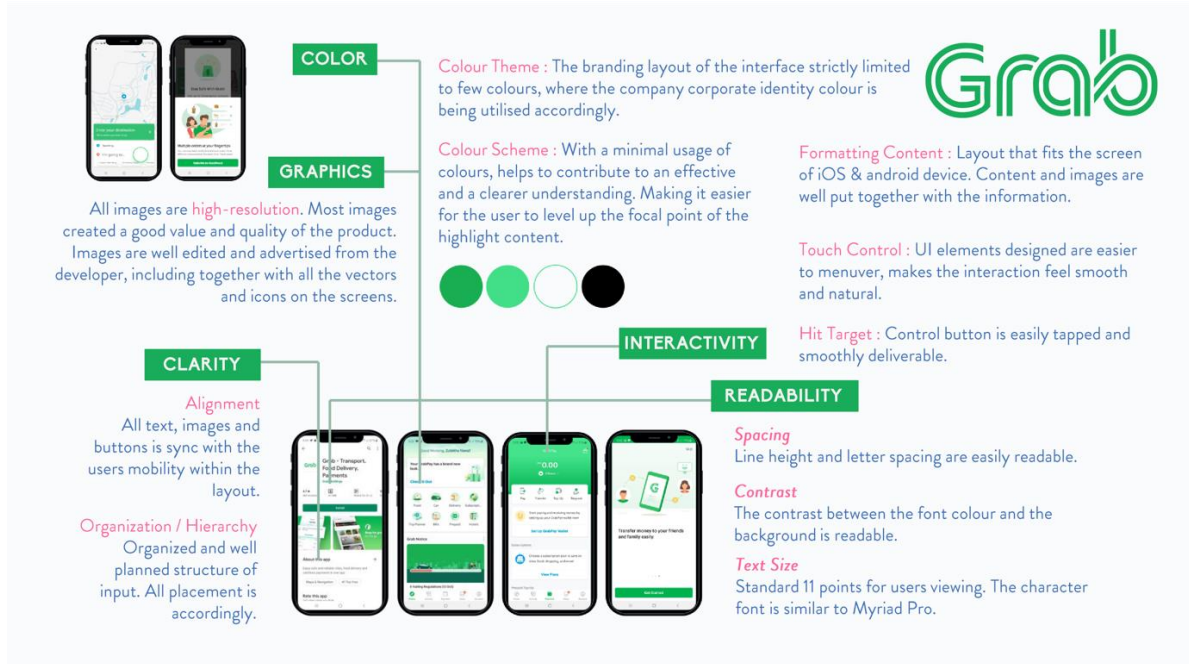 COLOR
Colour Theme : The branding layout of the interface strictly limited
to few colours, where the company corporate identity colour is
being utilised accordingly.
Colour Scheme : With a minimal usage of
colours, helps to contribute to an effective
and a clearer understanding. Making it easier
for the user to level up the focal point of the
highlight content.
Grab
GRAPHICS
All images are high-resolution. Most images
created a good value and quality of the product.
Images are well edited and advertised from the
developer, including together with all the vectors
and icons on the screens.
Formatting Content : Layout that fits the screen
of iOS & android device. Content and images are
well put together with the information.
Touch Control : UI elements designed are easier
to menuver, makes the interaction feel smooth
and natural.
Hit Target : Control button is easily tapped and
smoothly deliverable.
INTERACTIVITY
CLARITY
Alignment
All text, images and
buttons is sync with the
users mobility within the
layout.
Organization / Hierarchy
Organized and well
planned structure of
input. All placement is
accordingly.
READABILITY
Spacing
Line height and letter spacing are easily readable.
Contrast
The contrast between the font colour and the
background is readable.
Text Size
Standard 11 points for users viewing. The character
font is similar to Myriad Pro.
Grab
Grab - Transport,
Food Delivery,
Payments
About this app
Rate this app
0.00
Transfer money to your friends
and family easily